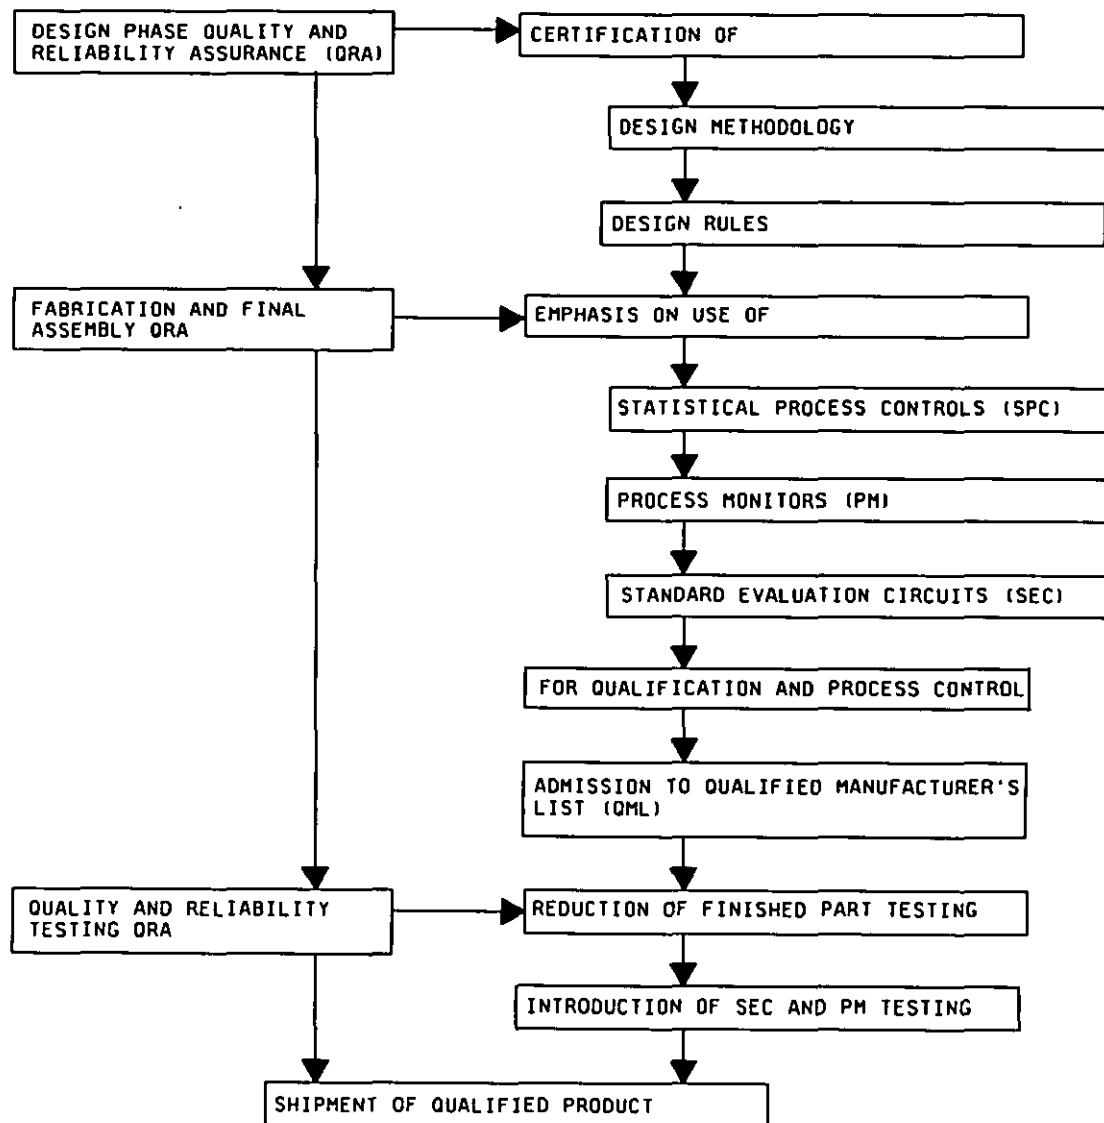 DESIGN PHASE QUALITY AND
RELIABILITY ASSURANCE (QRA)
CERTIFICATION OF
DESIGN METHODOLOGY
DESIGN RULES
FABRICATION AND FINAL
ASSEMBLY QRA
EMPHASIS ON USE OF
STATISTICAL PROCESS CONTROLS (SPC)
PROCESS MONITORS (PM)
STANDARD EVALUATION CIRCUITS (SEC)
FOR QUALIFICATION AND PROCESS CONTROL
ADMISSION TO QUALIFIED MANUFACTURER'S
LIST (QML)
QUALITY AND RELIABILITY
TESTING QRA
REDUCTION OF FINISHED PART TESTING
INTRODUCTION OF SEC AND PM TESTING
SHIPMENT OF QUALIFIED PRODUCT